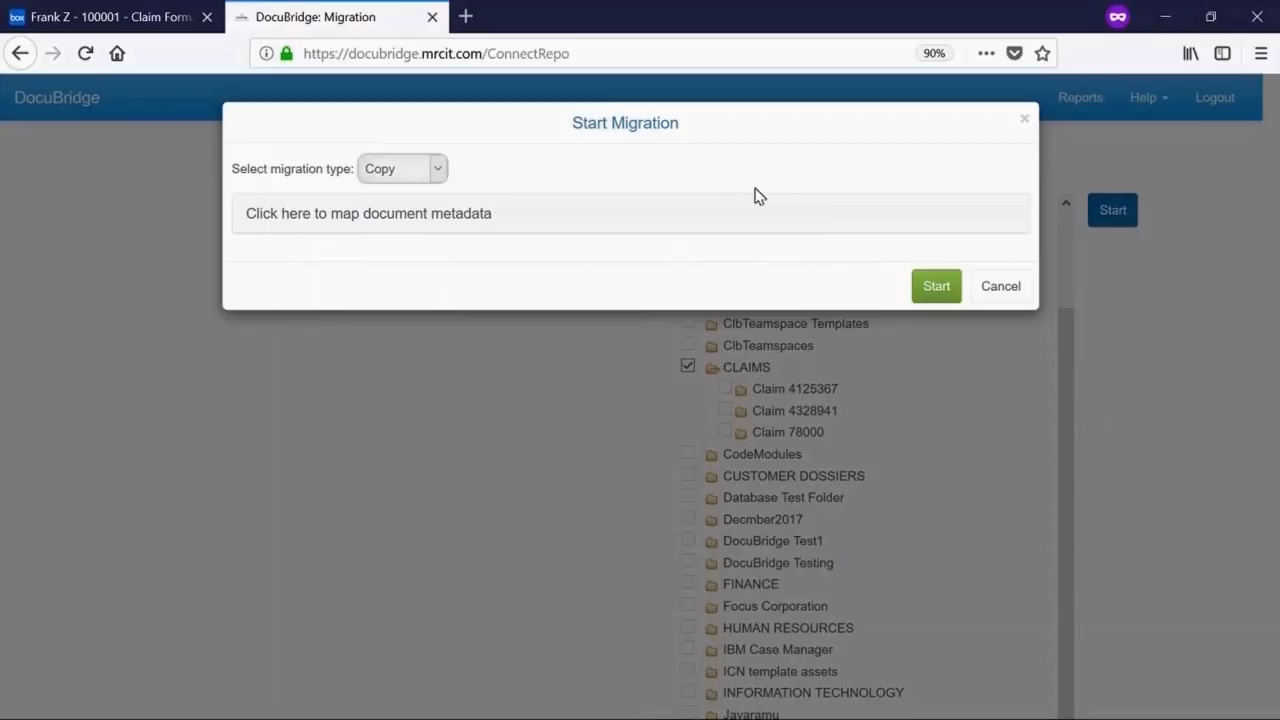 Frank Z - 100001 - Claim Form
DocuBridge: Migration
https://docubridge.mrcit.com/ConnectRepo
90%
DocuBridge
Reports
Help
Logout
Start Migration
Select migration type: Copy
Click here to map document metadata
Start
Start
Cancel
ClbTeamspace Templates
ClbTeamspaces
CLAIMS
Claim 4125367
Claim 4328941
Claim 78000
CodeModules
CUSTOMER DOSSIERS
Database Test Folder
Decmber2017
DocuBridge Test1
DocuBridge Testing
FINANCE
Focus Corporation
HUMAN RESOURCES
IBM Case Manager
ICN template assets
INFORMATION TECHNOLOGY
Javaramu